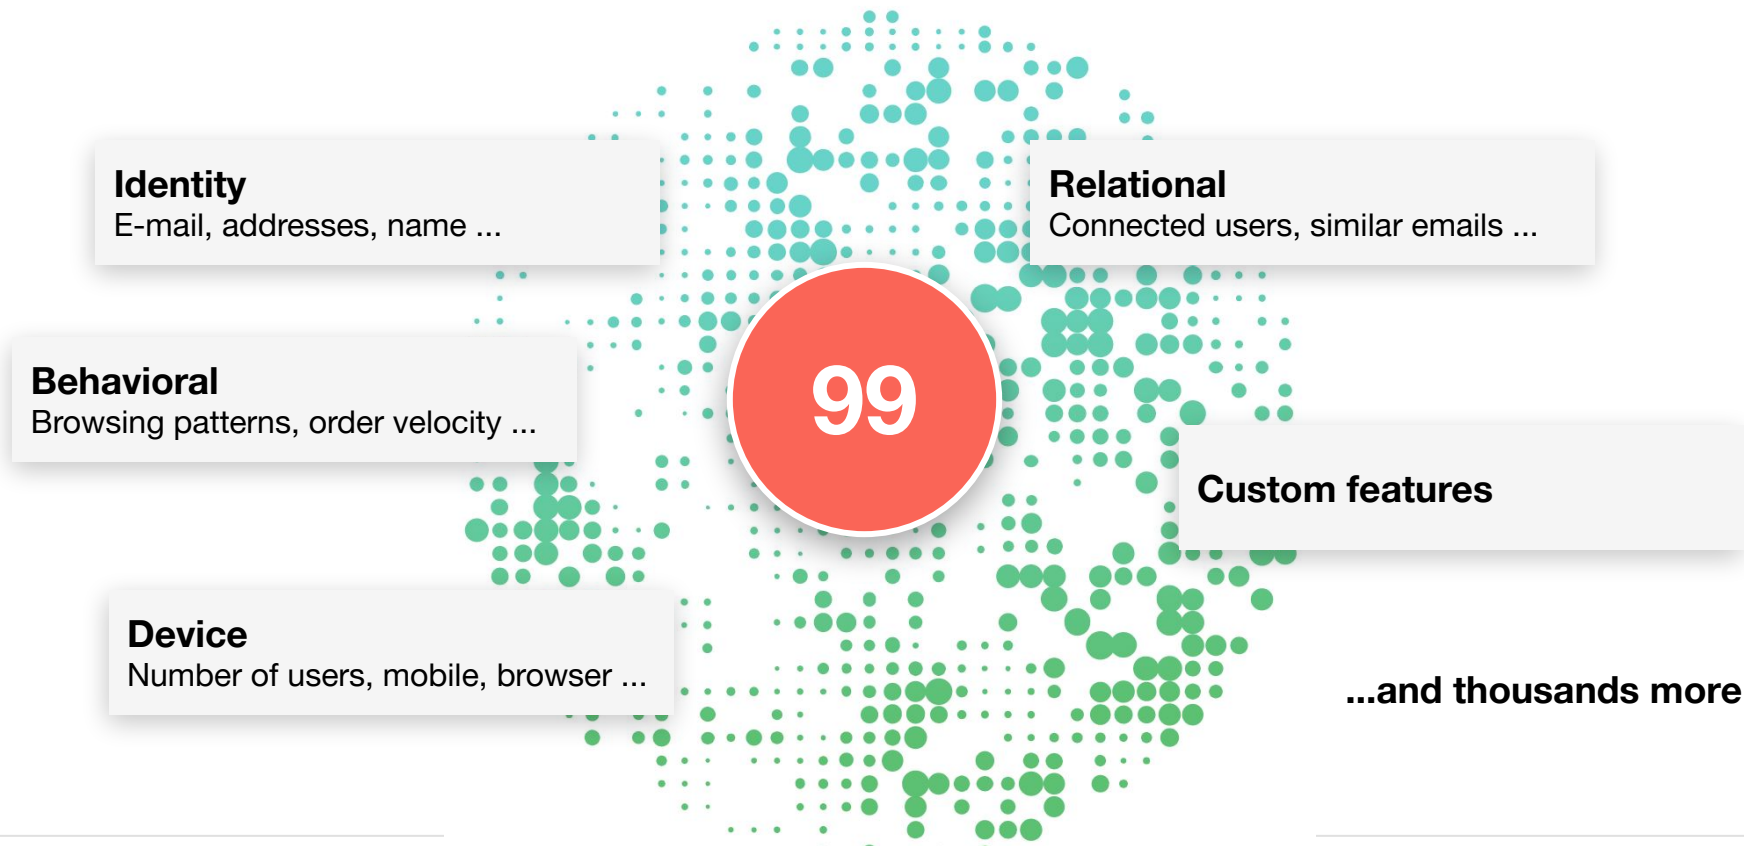 Identity
E-mail, addresses, name ...
Relational
Connected users, similar emails ...
Behavioral
Browsing patterns, order velocity ...
99
Custom features
Device
Number of users, mobile, browser ...
...and thousands more